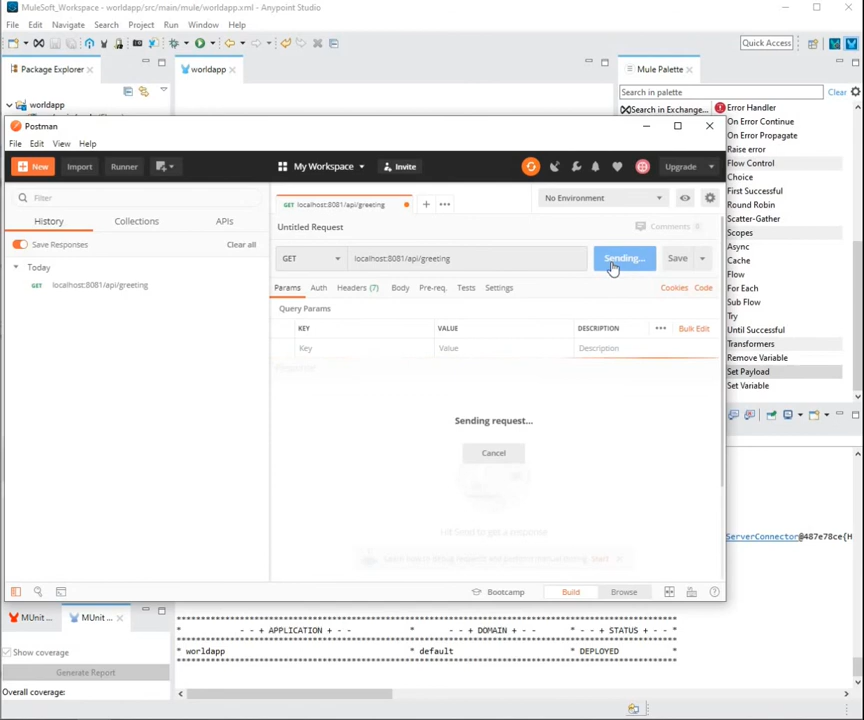 MuleSoft_Workspace - worldapp/src/main/mule/worldapp.xml - Anypoint Studio
File Edit Navigate Search Project Run Window Help
Quick Access
Package Explorer
worldapp
Mule Palette
worldapp
Search in palette
Clear
Search in Exchange...
Error Handler
On Error Continue
On Error Propagate
Raise error
Flow Control
Choice
First Successful
Round Robin
Scatter-Gather
Scopes
Async
Cache
Flow
For Each
Sub Flow
Try
Until Successful
Transformers
Remove Variable
Set Payload
Set Variable
Postman
File Edit View Help
New Import Runner My Workspace Invite Upgrade
Filter
History Collections APIs
Save Responses Clear all
Today
GET localhost:8081/api/greeting
GET localhost:8081/api/greeting
No Environment
Untitled Request
Comments 0
GET localhost:8081/api/greeting Sending... Save
Params Auth Headers (7) Body Pre-req. Tests Settings Cookies Code
Query Params
KEY VALUE DESCRIPTION Bulk Edit
Key Value Description
Response
Sending request...
Cancel
Hit Send to get a response
Bootcamp Build Browse
ServerConnector@487e78ce{H
MUnit ... MUnit ...
Show coverage
Generate Report
Overall coverage:
*******************************************************************************
* - - + APPLICATION + - - * - - + DOMAIN + - - * - - + STATUS + - - *
*******************************************************************************
* worldapp * default * DEPLOYED *
*******************************************************************************